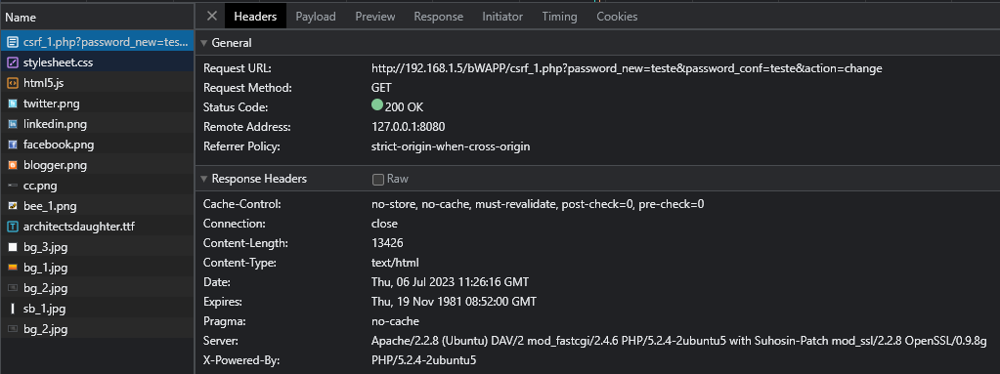 Name
csrf_1.php?password_new=tes...
stylesheet.css
html5.js
twitter.png
linkedin.png
facebook.png
blogger.png
cc.png
bee_1.png
architectsdaughter.ttf
bg_3.jpg
bg_1.jpg
bg_2.jpg
sb_1.jpg
bg_2.jpg
Headers Payload Preview Response Initiator Timing Cookies
General
Request URL: http://192.168.1.5/bWAPP/csrf_1.php?password_new=teste&password_conf=teste&action=change
Request Method: GET
Status Code: 200 OK
Remote Address: 127.0.0.1:8080
Referrer Policy: strict-origin-when-cross-origin
Response Headers Raw
Cache-Control: no-store, no-cache, must-revalidate, post-check=0, pre-check=0
Connection: close
Content-Length: 13426
Content-Type: text/html
Date: Thu, 06 Jul 2023 11:26:16 GMT
Expires: Thu, 19 Nov 1981 08:52:00 GMT
Pragma: no-cache
Server: Apache/2.2.8 (Ubuntu) DAV/2 mod_fastcgi/2.4.6 PHP/5.2.4-2ubuntu5 with Suhosin-Patch mod_ssl/2.2.8 OpenSSL/0.9.8g
X-Powered-By: PHP/5.2.4-2ubuntu5